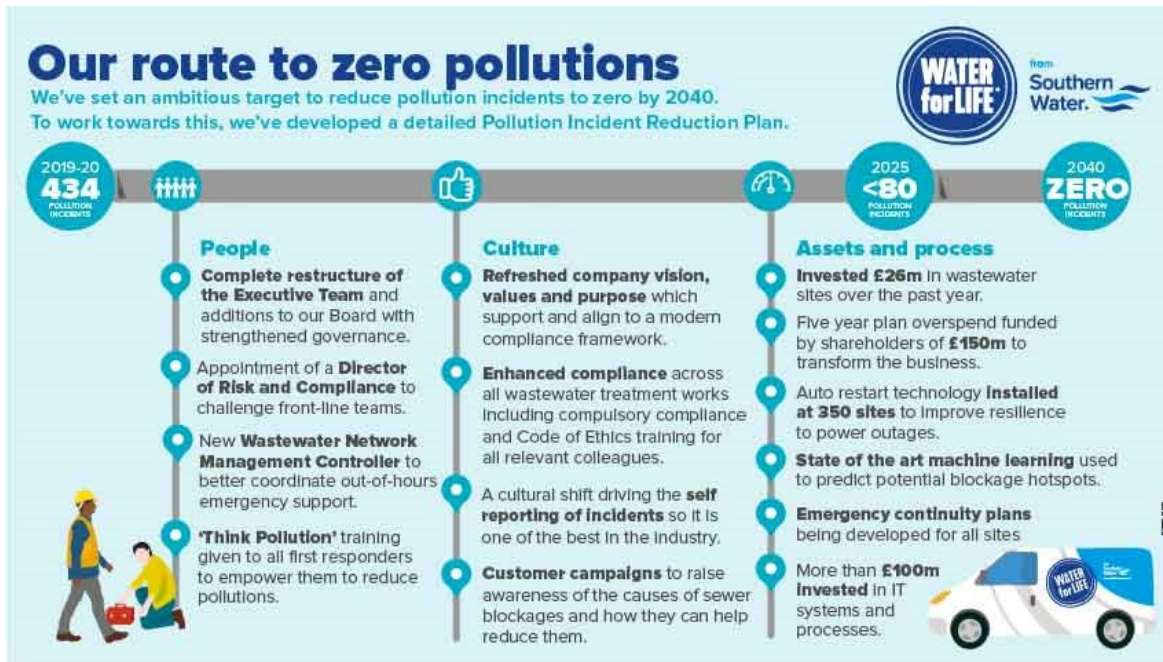 Our route to zero pollutions
We've set an ambitious target to reduce pollution incidents to zero by 2040.
To work towards this, we've developed a detailed Pollution Incident Reduction Plan.
WATER
for LIFE
from
Southern
Water.
2019-20
434
POLLUTION
INCIDENTS
2025
<80
POLLUTION
INCIDENTS
2040
ZERO
POLLUTION
INCIDENTS
People
Complete restructure of
the Executive Team and
additions to our Board with
strengthened governance.
Appointment of a Director
of Risk and Compliance to
challenge front-line teams.
New Wastewater Network
Management Controller to
better coordinate out-of-hours
emergency support.
'Think Pollution' training
given to all first responders
to empower them to reduce
pollutions.
Culture
Refreshed company vision,
values and purpose which
support and align to a modern
compliance framework.
Enhanced compliance across
all wastewater treatment works
including compulsory compliance
and Code of Ethics training for
all relevant colleagues.
A cultural shift driving the self
reporting of incidents so it is
one of the best in the industry.
Customer campaigns to raise
awareness of the causes of sewer
blockages and how they can help
reduce them.
Assets and process
Invested £26m in wastewater
sites over the past year.
Five year plan overspend funded
by shareholders of £150m to
transform the business.
Auto restart technology installed
at 350 sites to improve resilience
to power outages.
State of the art machine learning used
to predict potential blockage hotspots.
Emergency continuity plans
being developed for all sites
More than £100m
invested in IT
systems and
processes.
WATER
for LIFE